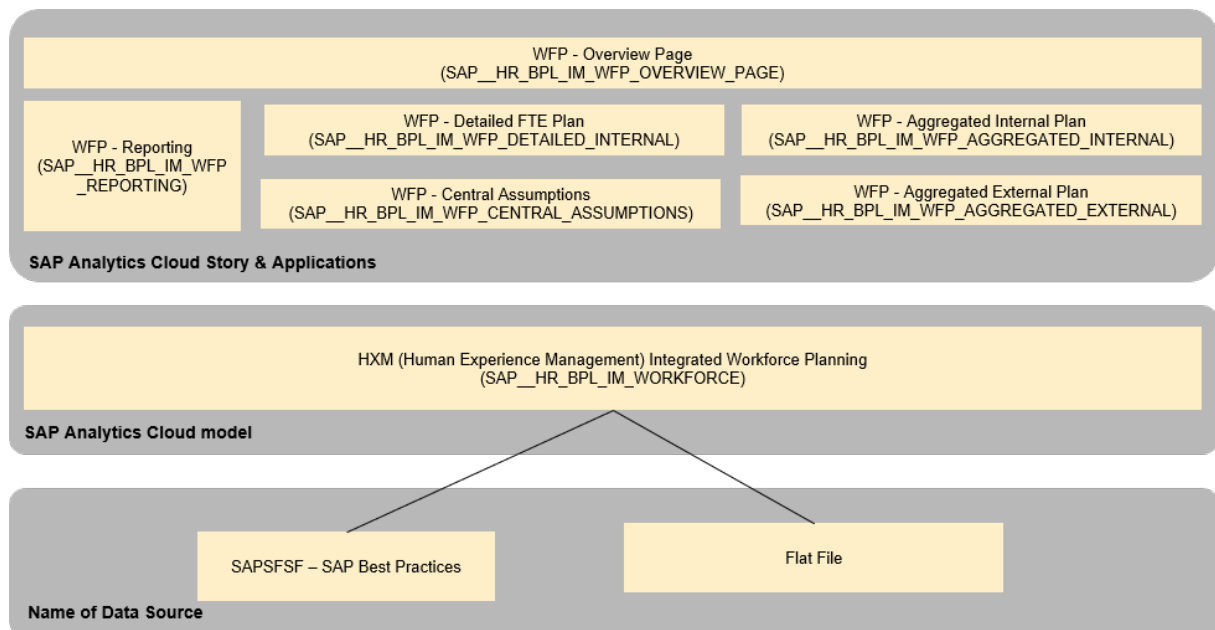 WFP - Overview Page
(SAP__HR_BPL_IM_WFP_OVERVIEW_PAGE)
WFP - Reporting
(SAP__HR_BPL_IM_WFP
_REPORTING)
WFP - Detailed FTE Plan
(SAP__HR_BPL_IM_WFP_DETAILED_INTERNAL)
WFP - Aggregated Internal Plan
(SAP__HR_BPL_IM_WFP_AGGREGATED_INTERNAL)
WFP - Central Assumptions
(SAP__HR_BPL_IM_WFP_CENTRAL_ASSUMPTIONS)
WFP - Aggregated External Plan
(SAP__HR_BPL_IM_WFP_AGGREGATED_EXTERNAL)
SAP Analytics Cloud Story & Applications
HXM (Human Experience Management) Integrated Workforce Planning
(SAP__HR_BPL_IM_WORKFORCE)
SAP Analytics Cloud model
SAPSFSF – SAP Best Practices
Flat File
Name of Data Source